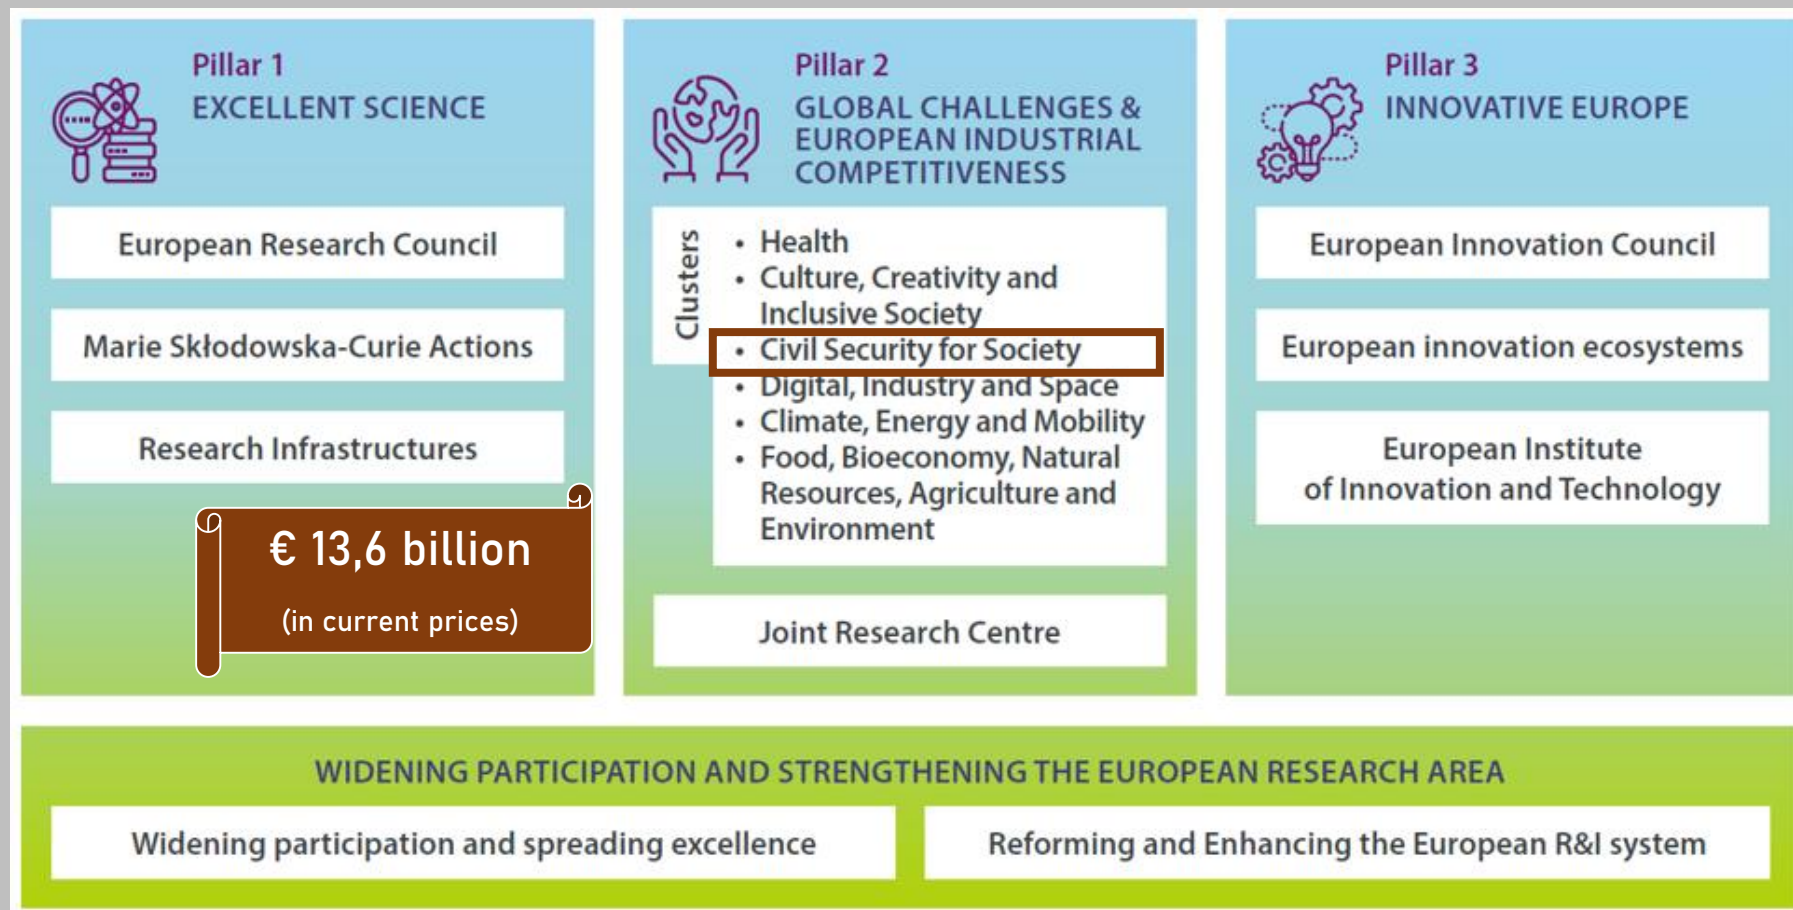 Pillar 1
EXCELLENT SCIENCE
European Research Council
Marie Skłodowska-Curie Actions
Research Infrastructures
€ 13,6 billion
(in current prices)
Pillar 2
GLOBAL CHALLENGES &
EUROPEAN INDUSTRIAL
COMPETITIVENESS
Clusters
• Health
• Culture, Creativity and
Inclusive Society
• Civil Security for Society
• Digital, Industry and Space
• Climate, Energy and Mobility
• Food, Bioeconomy, Natural
Resources, Agriculture and
Environment
Joint Research Centre
Pillar 3
INNOVATIVE EUROPE
European Innovation Council
European innovation ecosystems
European Institute
of Innovation and Technology
WIDENING PARTICIPATION AND STRENGTHENING THE EUROPEAN RESEARCH AREA
Widening participation and spreading excellence
Reforming and Enhancing the European R&I system